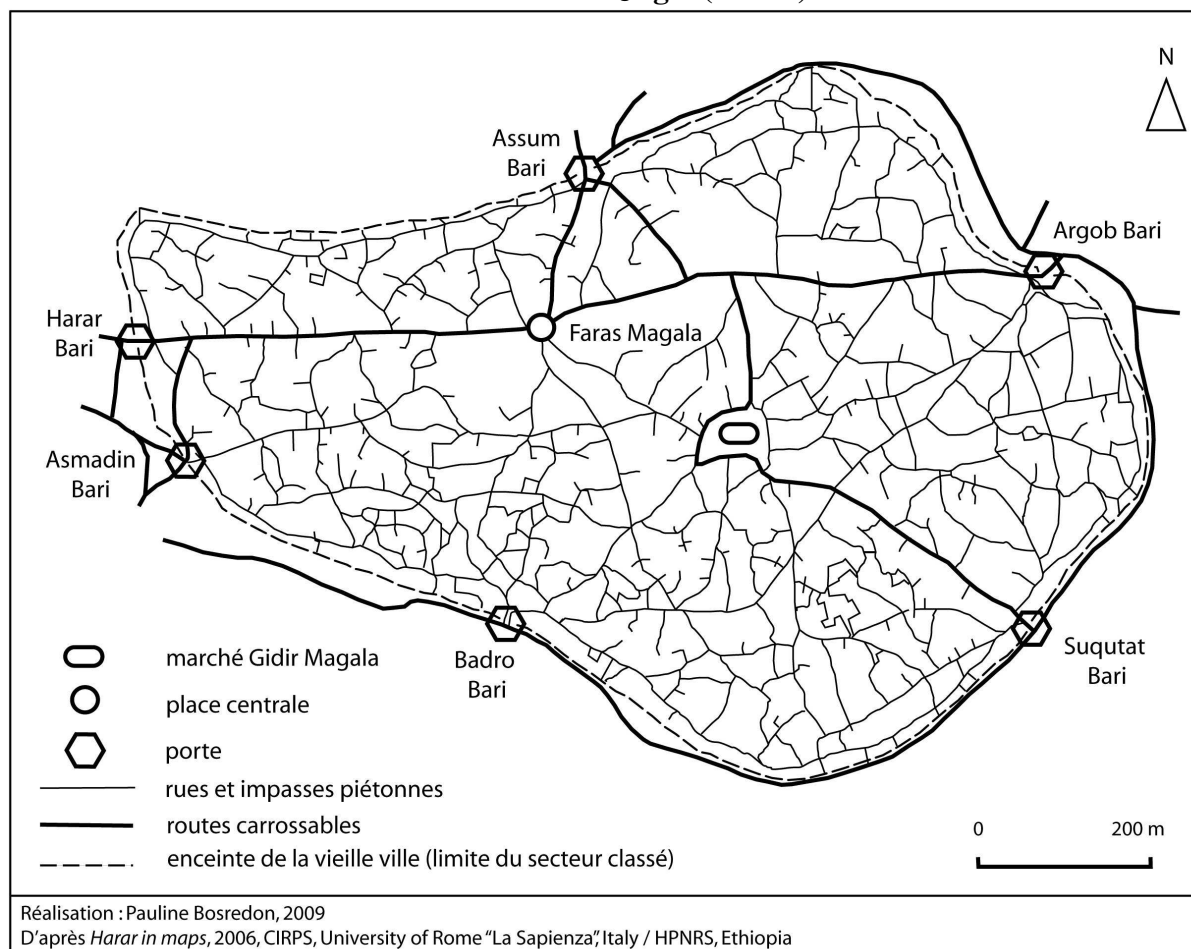 N
Assum
Bari
Argob Bari
Harar
Bari
Faras Magala
Asmadin
Bari
Badro
Bari
Suqutat
Bari
marché Gidir Magala
place centrale
porte
rues et impasses piétonnes
routes carrossables
enceinte de la vieille ville (limite du secteur classé)
0 200 m
Réalisation : Pauline Bosredon, 2009
D'après Harar in maps, 2006, CIRPS, University of Rome "La Sapienza", Italy / HPNRS, Ethiopia